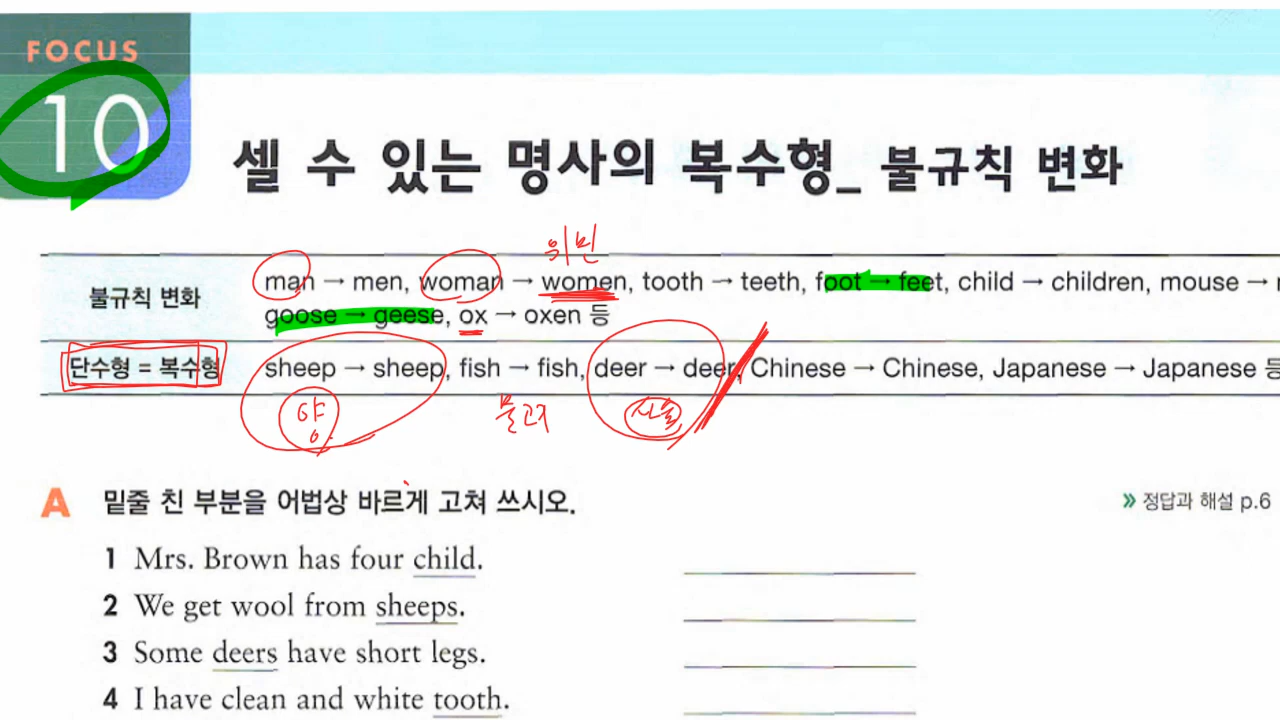 FOCUS
10
셀 수 있는 명사의 복수형_ 불규칙 변화
위민
불규칙 변화
man → men, woman → women, tooth → teeth, foot → feet, child → children, mouse →
goose → geese, ox → oxen 등
단수형 = 복수형
sheep → sheep, fish → fish, deer → deer, Chinese → Chinese, Japanese → Japanese 등
양 물고기
A 밑줄 친 부분을 어법상 바르게 고쳐 쓰시오.
» 정답과 해설 p.6
1 Mrs. Brown has four child.
2 We get wool from sheeps.
3 Some deers have short legs.
4 I have clean and white tooth.